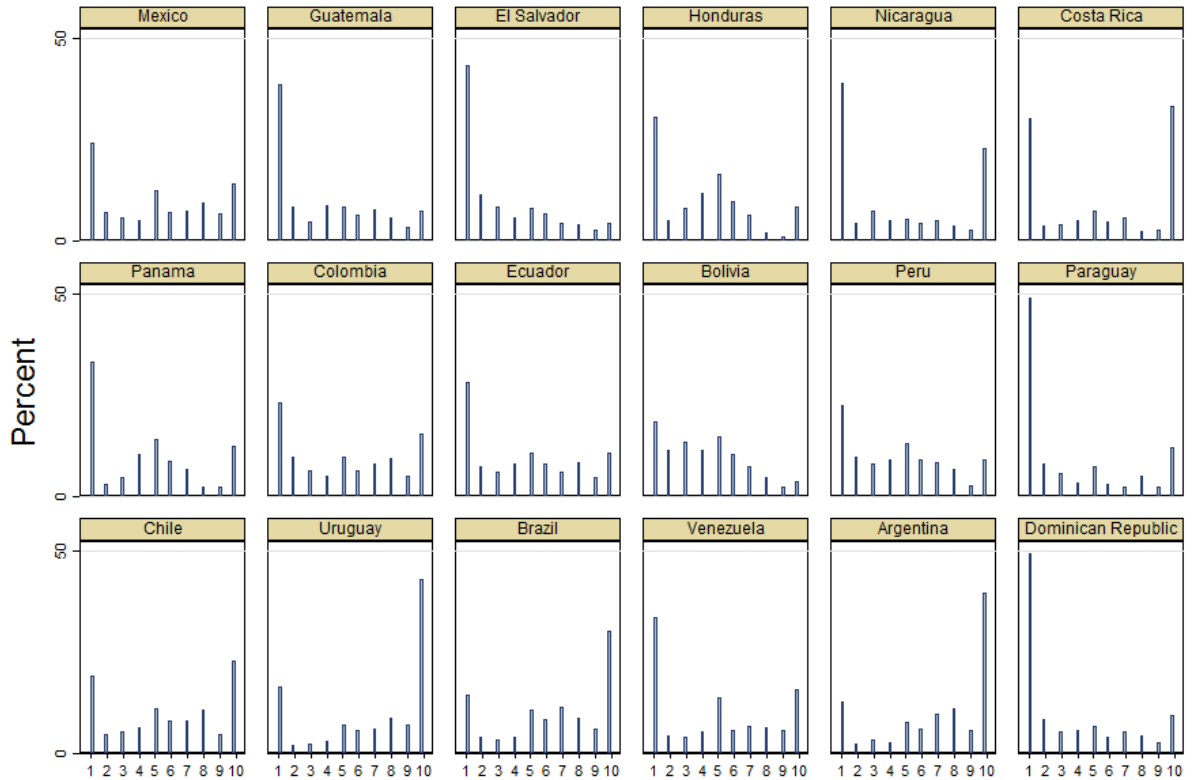 Mexico Guatemala El Salvador Honduras Nicaragua Costa Rica
50
0
Panama Colombia Ecuador Bolivia Peru Paraguay
50
0
Percent
Chile Uruguay Brazil Venezuela Argentina Dominican Republic
50
0
1 2 3 4 5 6 7 8 9 10 1 2 3 4 5 6 7 8 9 10 1 2 3 4 5 6 7 8 9 10 1 2 3 4 5 6 7 8 9 10 1 2 3 4 5 6 7 8 9 10 1 2 3 4 5 6 7 8 9 10